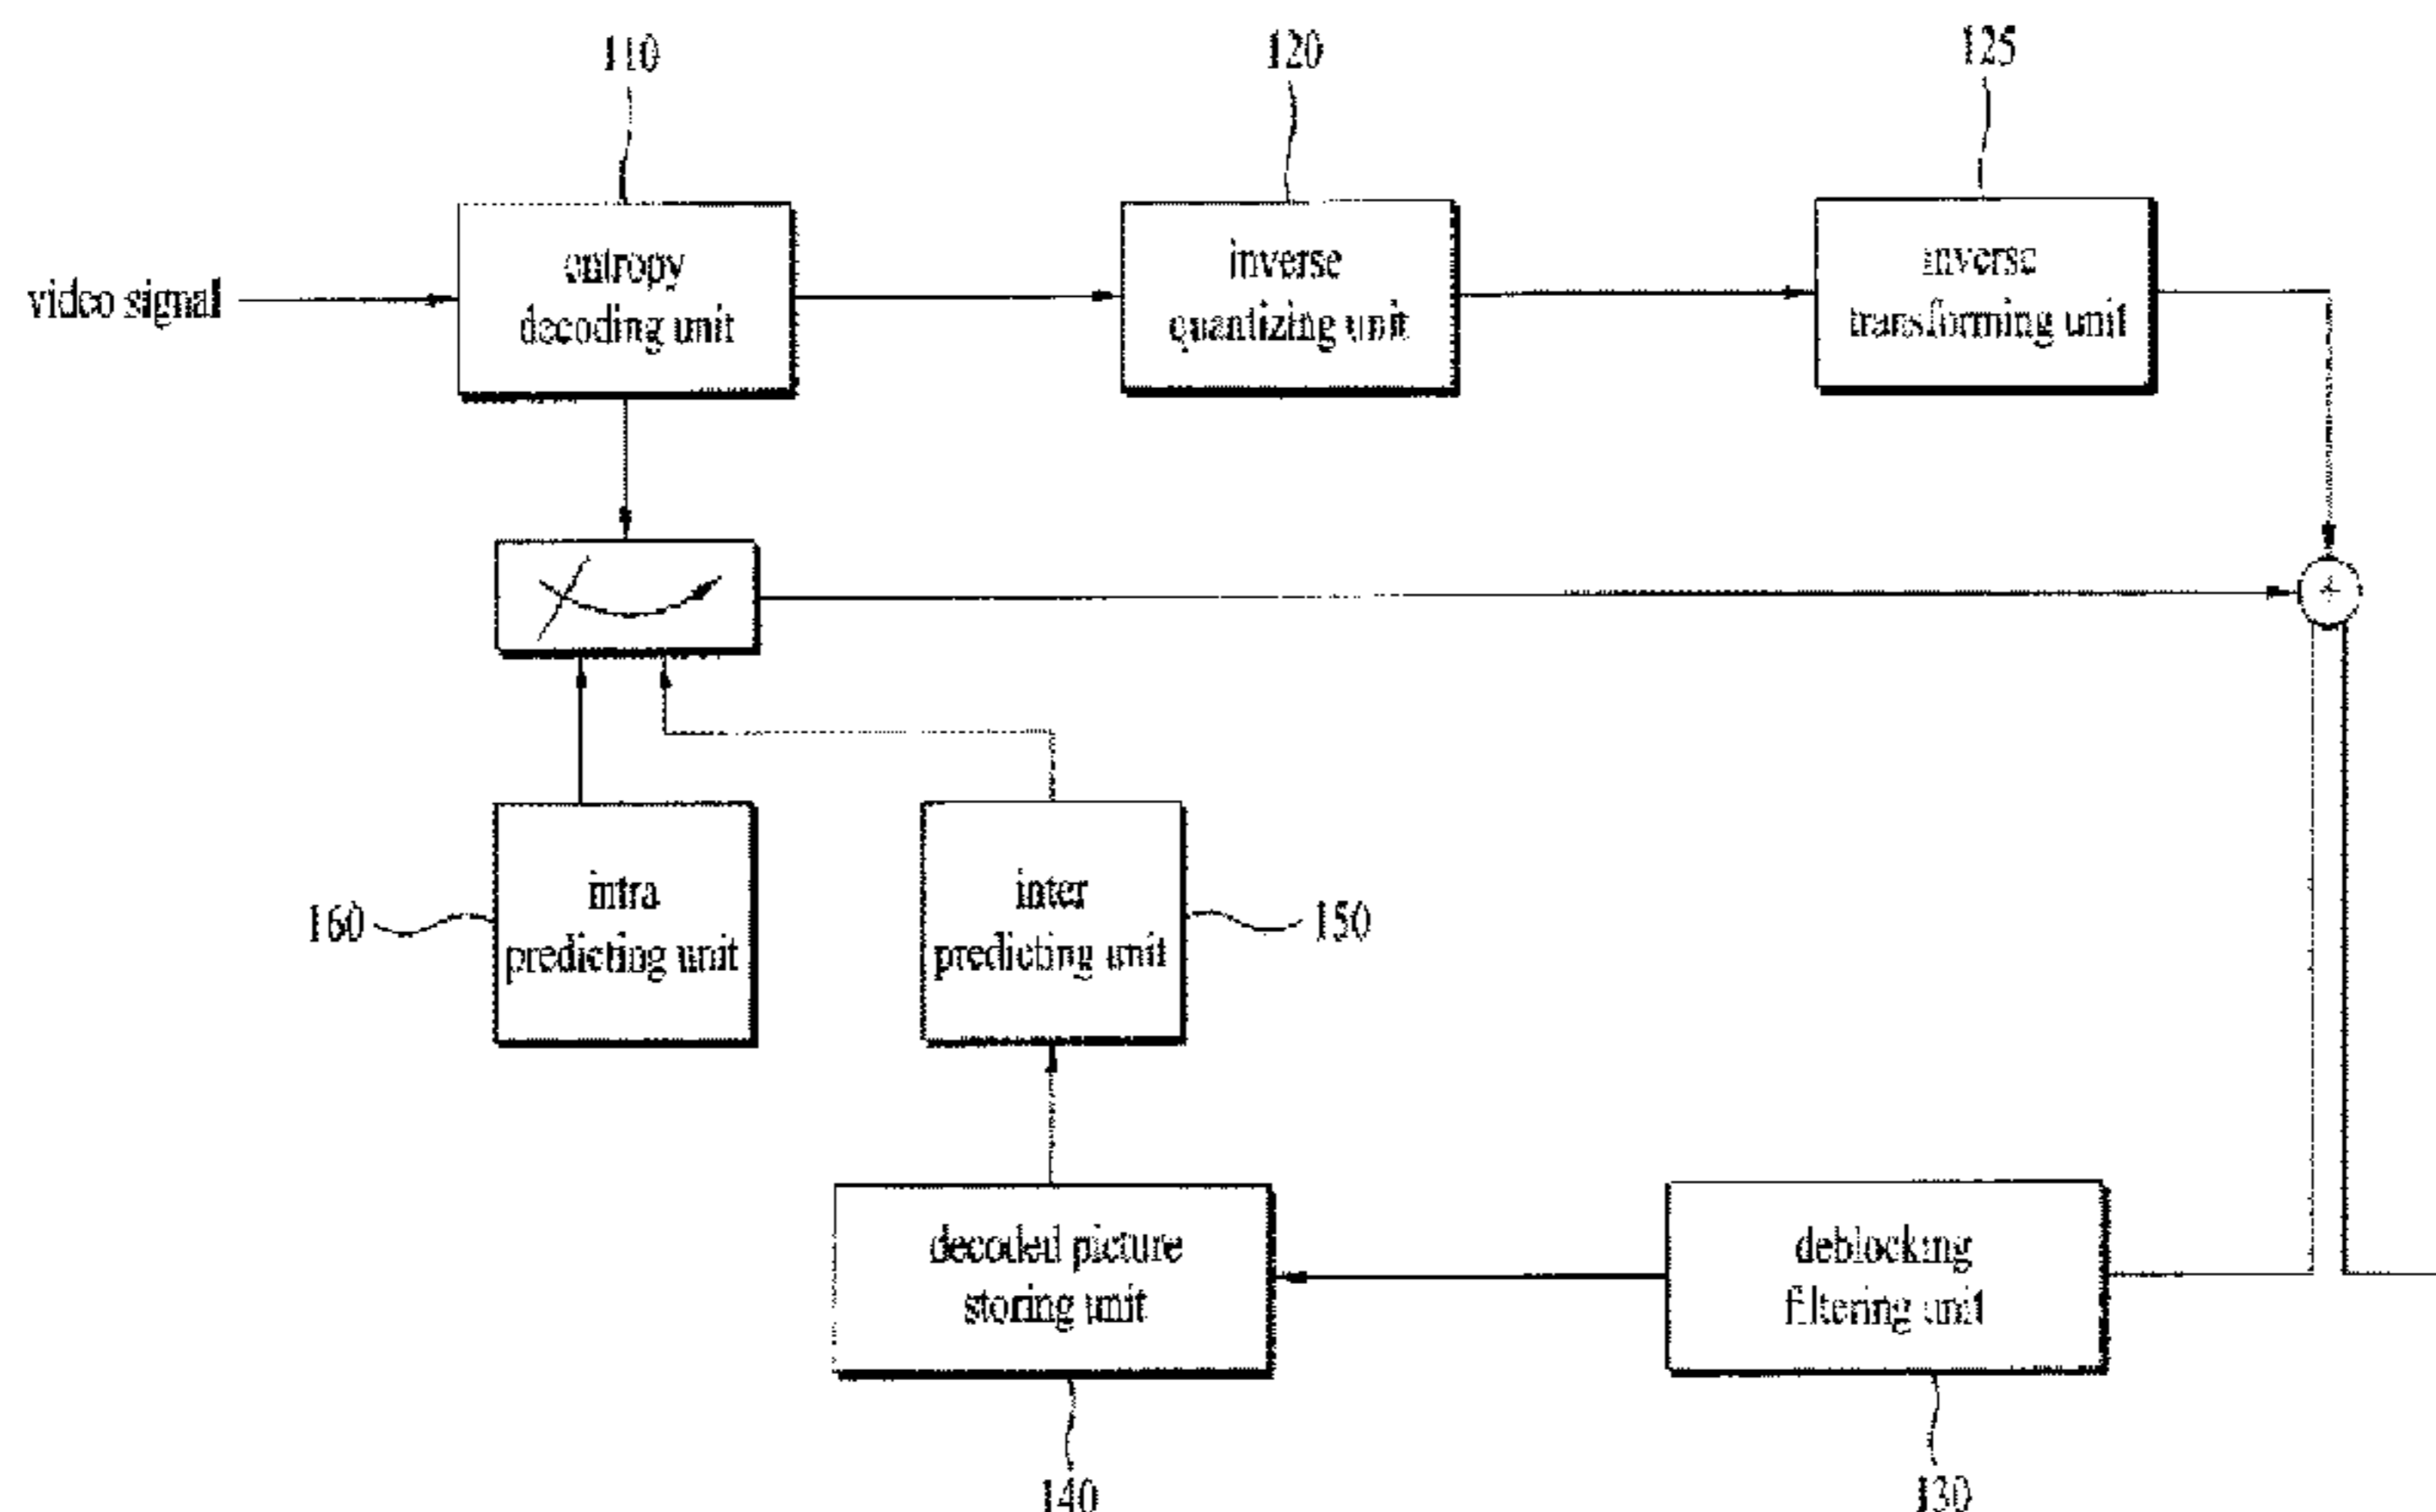 110
120
125
video signal
entropy
decoding unit
inverse
quantizing unit
inverse
transforming unit
+
160
intra
predicting unit
inter
predicting unit
150
decoded picture
storing unit
deblocking
filtering unit
140
130